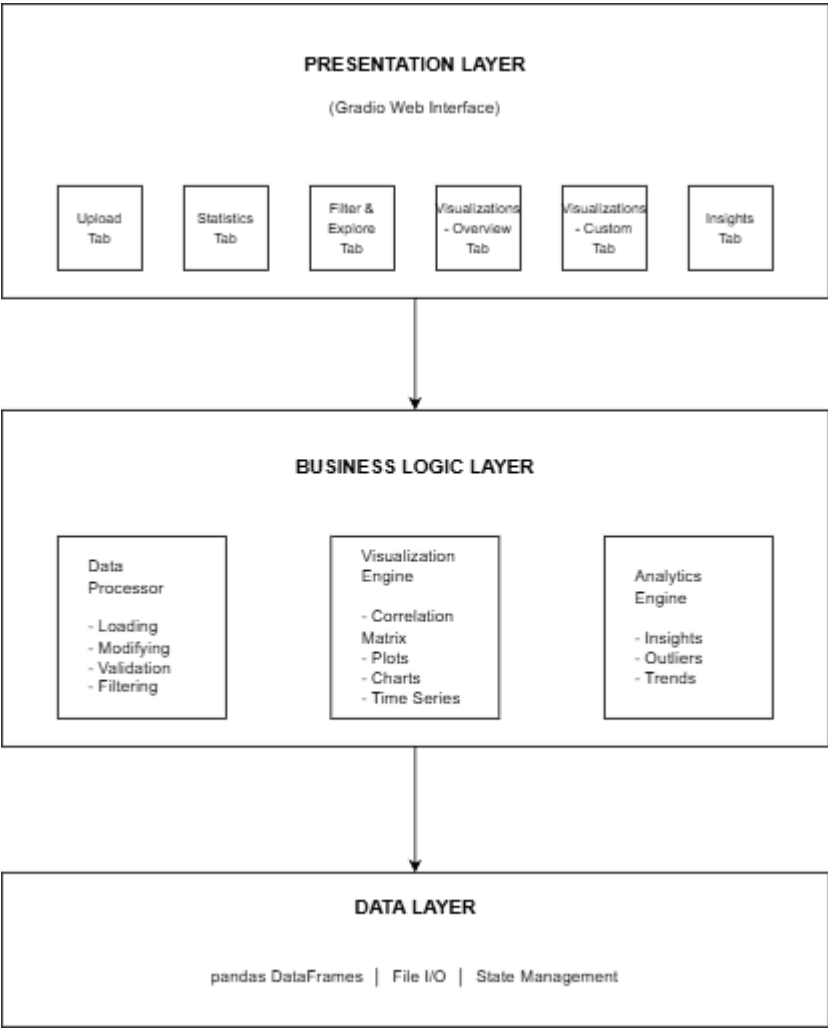 PRESENTATION LAYER
(Gradio Web Interface)
Upload
Tab
Statistics
Tab
Filter &
Explore
Tab
Visualizations
- Overview
Tab
Visualizations
- Custom
Tab
Insights
Tab
BUSINESS LOGIC LAYER
Data
Processor
- Loading
- Modifying
- Validation
- Filtering
Visualization
Engine
- Correlation
Matrix
- Plots
- Charts
- Time Series
Analytics
Engine
- Insights
- Outliers
- Trends
DATA LAYER
pandas DataFrames | File I/O | State Management